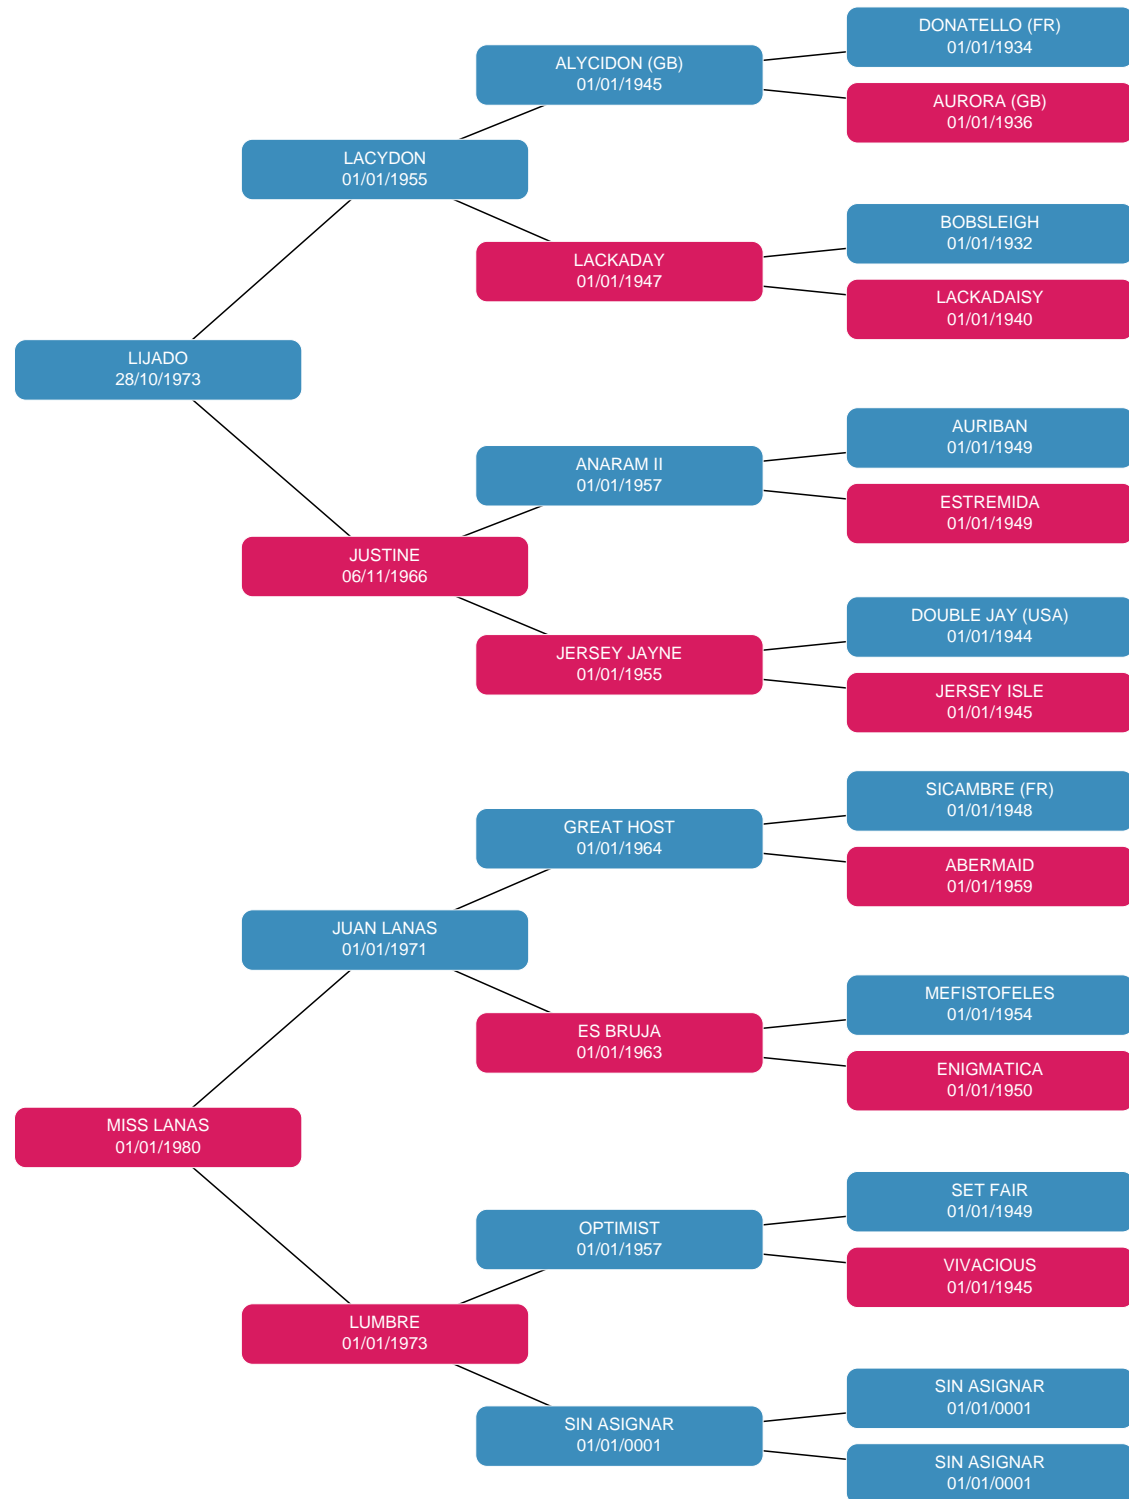 DONATELLO (FR)
01/01/1934
ALYCIDON (GB)
01/01/1945
AURORA (GB)
01/01/1936
LACYDON
01/01/1955
BOBSLEIGH
01/01/1932
LACKADAY
01/01/1947
LACKADAISY
01/01/1940
LIJADO
28/10/1973
AURIBAN
01/01/1949
ANARAM II
01/01/1957
ESTREMIDA
01/01/1949
JUSTINE
06/11/1966
DOUBLE JAY (USA)
01/01/1944
JERSEY JAYNE
01/01/1955
JERSEY ISLE
01/01/1945
SICAMBRE (FR)
01/01/1948
GREAT HOST
01/01/1964
ABERMAID
01/01/1959
JUAN LANAS
01/01/1971
MEFISTOFELES
01/01/1954
ES BRUJA
01/01/1963
ENIGMATICA
01/01/1950
MISS LANAS
01/01/1980
SET FAIR
01/01/1949
OPTIMIST
01/01/1957
VIVACIOUS
01/01/1945
LUMBRE
01/01/1973
SIN ASIGNAR
01/01/0001
SIN ASIGNAR
01/01/0001
SIN ASIGNAR
01/01/0001